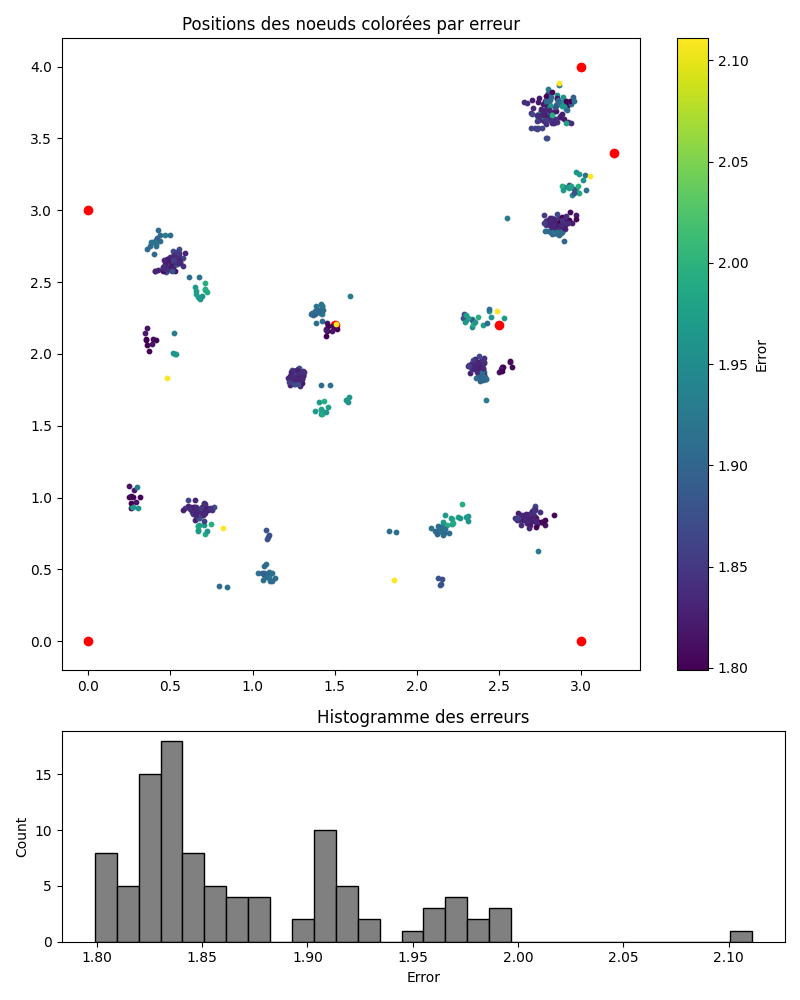 Positions des noeuds colorées par erreur
4.0
3.5
3.0
2.5
2.0
1.5
1.0
0.5
0.0
0.0 0.5 1.0 1.5 2.0 2.5 3.0
2.10
2.05
2.00
1.95
1.90
1.85
1.80
Error
Histogramme des erreurs
15
10
5
0
Count
1.80 1.85 1.90 1.95 2.00 2.05 2.10
Error